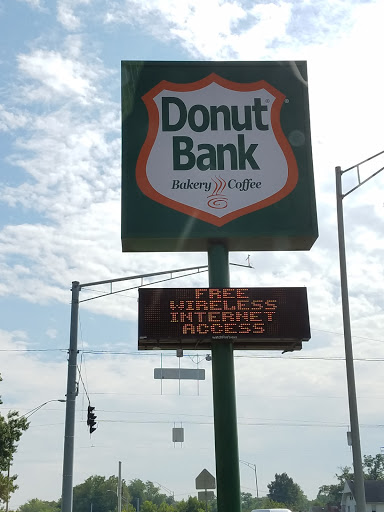 Donut
Bank
Bakery Coffee
FREE
WIRELESS
INTERNET
ACCESS